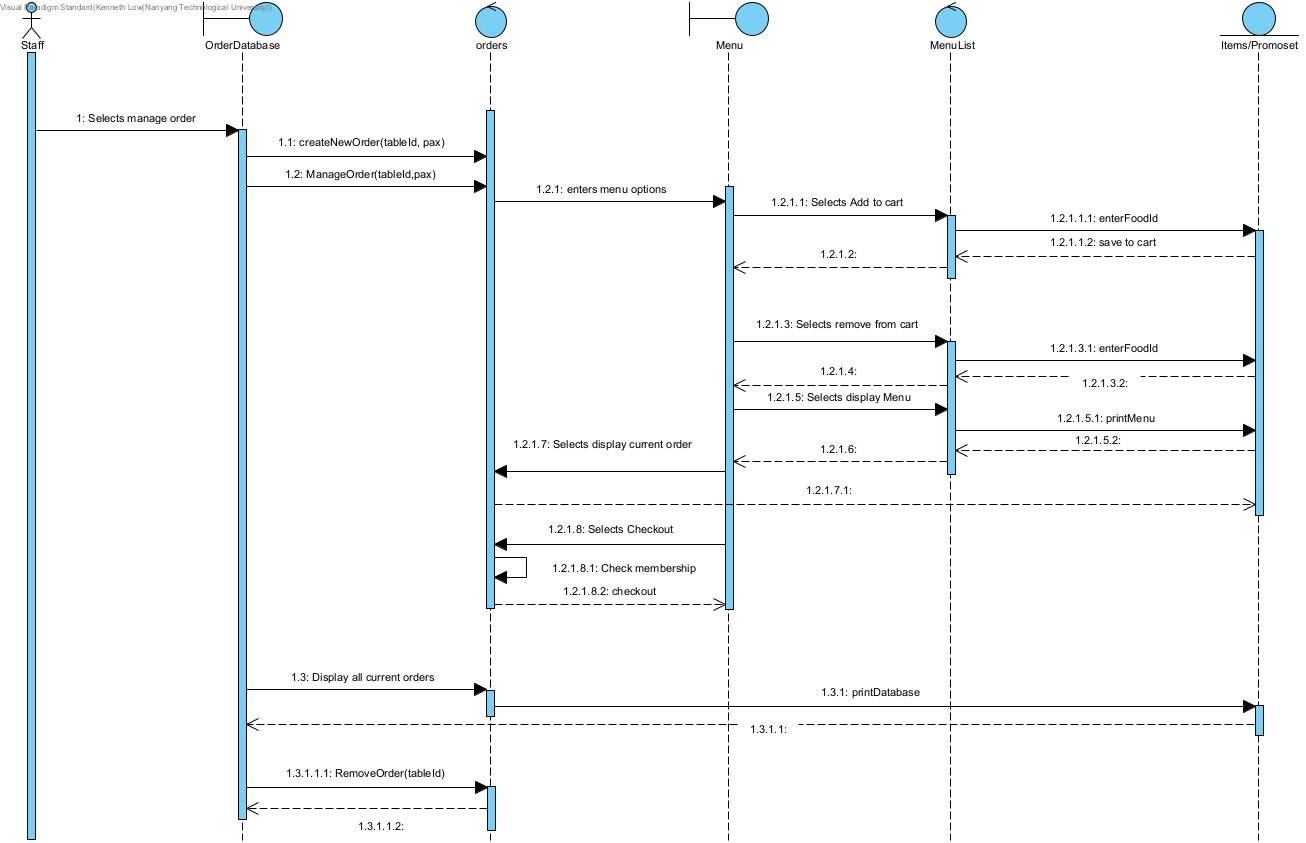 Visual Paradigm Standard(Kenneth Low(Nanyang Technological University))
Staff
OrderDatabase
orders
Menu
MenuList
Items/Promoset
1: Selects manage order
1.1: createNewOrder(tableId, pax)
1.2: ManageOrder(tableId,pax)
1.2.1: enters menu options
1.2.1.1: Selects Add to cart
1.2.1.1.1: enterFoodId
1.2.1.1.2: save to cart
1.2.1.2:
1.2.1.3: Selects remove from cart
1.2.1.3.1: enterFoodId
1.2.1.4:
1.2.1.3.2:
1.2.1.5: Selects display Menu
1.2.1.5.1: printMenu
1.2.1.5.2:
1.2.1.7: Selects display current order
1.2.1.6:
1.2.1.7.1:
1.2.1.8: Selects Checkout
1.2.1.8.1: Check membership
1.2.1.8.2: checkout
1.3: Display all current orders
1.3.1: printDatabase
1.3.1.1:
1.3.1.1.1: RemoveOrder(tableId)
1.3.1.1.2: